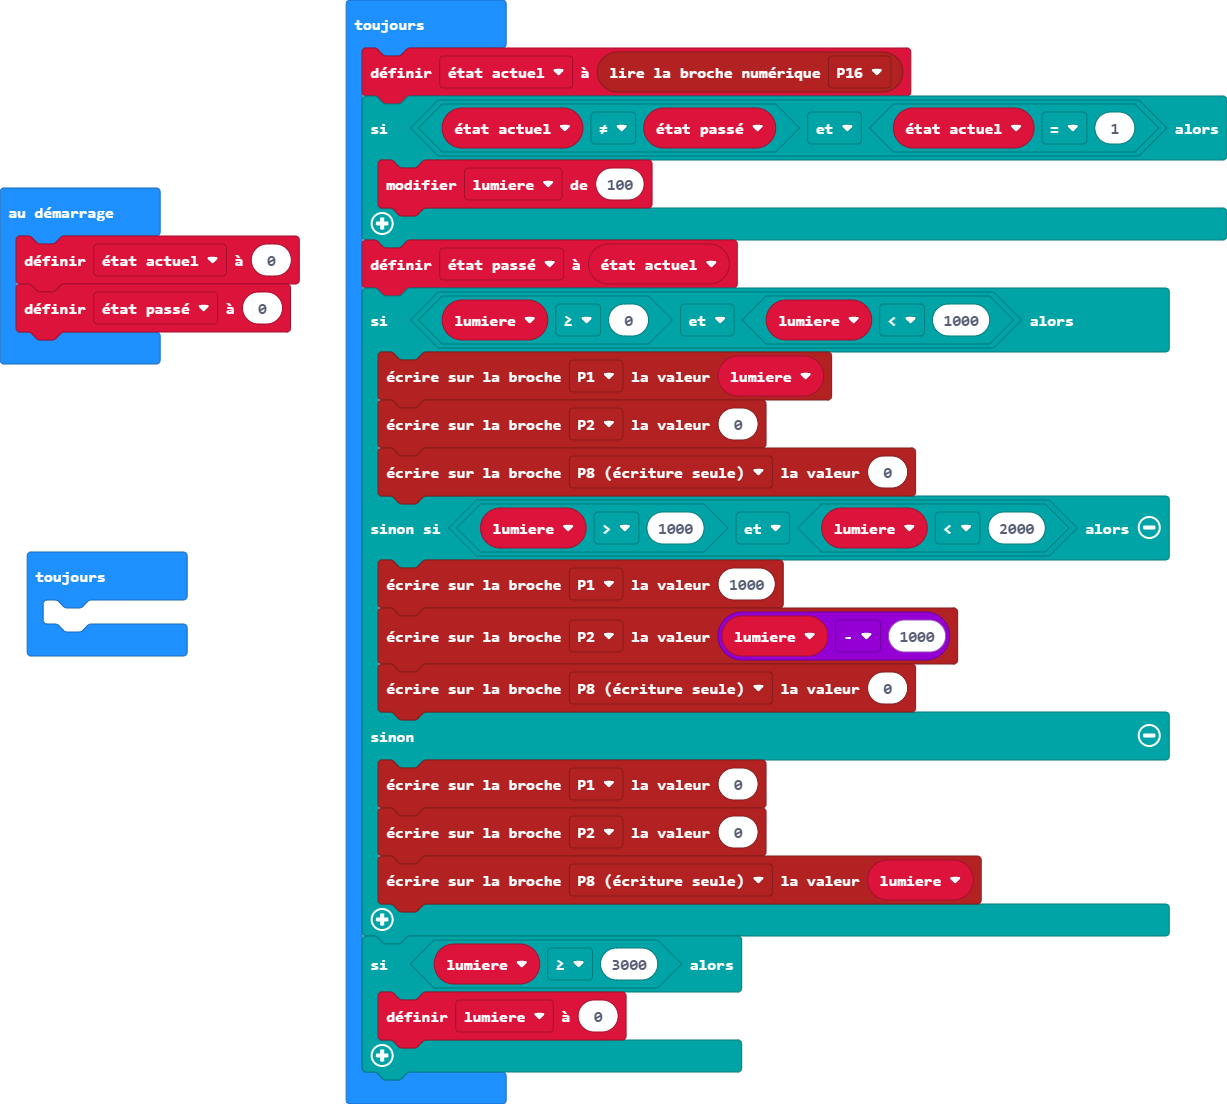 au démarrage
définir état actuel à 0
définir état passé à 0
toujours
toujours
définir état actuel à lire la broche numérique P16
si état actuel ≠ état passé et état actuel = 1 alors
modifier lumiere de 100
définir état passé à état actuel
si lumiere ≥ 0 et lumiere < 1000 alors
écrire sur la broche P1 la valeur lumiere
écrire sur la broche P2 la valeur 0
écrire sur la broche P8 (écriture seule) la valeur 0
sinon si lumiere > 1000 et lumiere < 2000 alors
écrire sur la broche P1 la valeur 1000
écrire sur la broche P2 la valeur lumiere - 1000
écrire sur la broche P8 (écriture seule) la valeur 0
sinon
écrire sur la broche P1 la valeur 0
écrire sur la broche P2 la valeur 0
écrire sur la broche P8 (écriture seule) la valeur lumiere
si lumiere ≥ 3000 alors
définir lumiere à 0